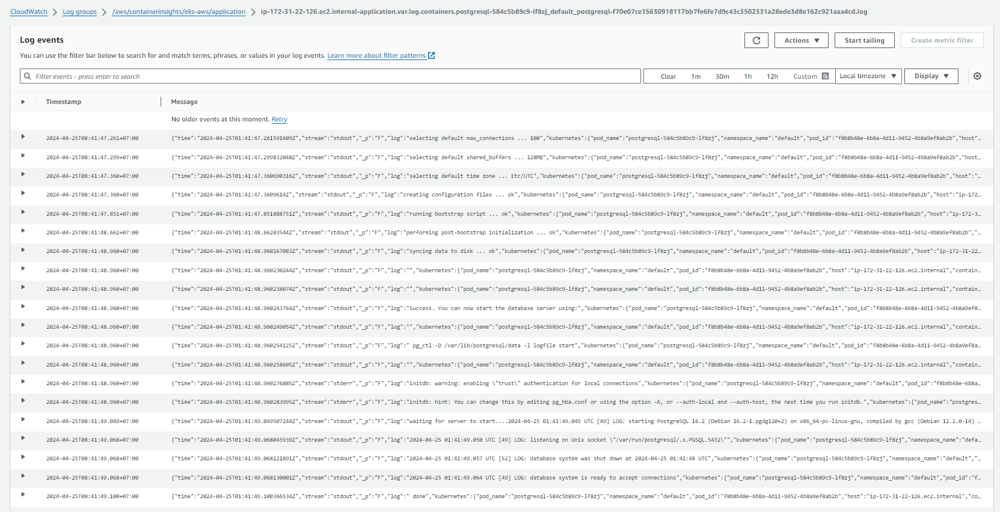 CloudWatch > Log groups > /aws/containerinsights/eks-aws/application > ip-172-31-22-126.ec2.internal-application.var.log.containers.postgresql-584c5b89c9-lf8zj_default_postgresql-f70e07ce15630918117bb7fe6fe7d9c43c3502331a28ede3d8e162c921aaa4cd.log
Log events
Actions
Start tailing
Create metric filter
You can use the filter bar below to search for and match terms, phrases, or values in your log events. Learn more about filter patterns
Filter events - press enter to search
Clear 1m 30m 1h 12h Custom Local timezone Display
Timestamp Message
No older events at this moment. Retry
2024-04-25T08:41:47.261+07:00 {"time":"2024-04-25T01:41:47.261591609Z","stream":"stdout","_p":"F","log":"selecting default max_connections ... 100","kubernetes":{"pod_name":"postgresql-584c5b89c9-lf8zj","namespace_name":"default","pod_id":"f8b8b48e-6b8a-4d11-9452-4b8a9ef8ab2b","host"…
2024-04-25T08:41:47.299+07:00 {"time":"2024-04-25T01:41:47.299832048Z","stream":"stdout","_p":"F","log":"selecting default shared_buffers ... 128MB","kubernetes":{"pod_name":"postgresql-584c5b89c9-lf8zj","namespace_name":"default","pod_id":"f8b8b48e-6b8a-4d11-9452-4b8a9ef8ab2b","host…
2024-04-25T08:41:47.360+07:00 {"time":"2024-04-25T01:41:47.360690316Z","stream":"stdout","_p":"F","log":"selecting default time zone ... Etc/UTC","kubernetes":{"pod_name":"postgresql-584c5b89c9-lf8zj","namespace_name":"default","pod_id":"f8b8b48e-6b8a-4d11-9452-4b8a9ef8ab2b","host":"…
2024-04-25T08:41:47.360+07:00 {"time":"2024-04-25T01:41:47.3609614Z","stream":"stdout","_p":"F","log":"creating configuration files ... ok","kubernetes":{"pod_name":"postgresql-584c5b89c9-lf8zj","namespace_name":"default","pod_id":"f8b8b48e-6b8a-4d11-9452-4b8a9ef8ab2b","host":"ip-172…
2024-04-25T08:41:47.851+07:00 {"time":"2024-04-25T01:41:47.851888751Z","stream":"stdout","_p":"F","log":"running bootstrap script ... ok","kubernetes":{"pod_name":"postgresql-584c5b89c9-lf8zj","namespace_name":"default","pod_id":"f8b8b48e-6b8a-4d11-9452-4b8a9ef8ab2b","host":"ip-172-3…
2024-04-25T08:41:48.662+07:00 {"time":"2024-04-25T01:41:48.66203544Z","stream":"stdout","_p":"F","log":"performing post-bootstrap initialization ... ok","kubernetes":{"pod_name":"postgresql-584c5b89c9-lf8zj","namespace_name":"default","pod_id":"f8b8b48e-6b8a-4d11-9452-4b8a9ef8ab2b","…
2024-04-25T08:41:48.960+07:00 {"time":"2024-04-25T01:41:48.960167083Z","stream":"stdout","_p":"F","log":"syncing data to disk ... ok","kubernetes":{"pod_name":"postgresql-584c5b89c9-lf8zj","namespace_name":"default","pod_id":"f8b8b48e-6b8a-4d11-9452-4b8a9ef8ab2b","host":"ip-172-31-22…
2024-04-25T08:41:48.960+07:00 {"time":"2024-04-25T01:41:48.960230244Z","stream":"stdout","_p":"F","log":"","kubernetes":{"pod_name":"postgresql-584c5b89c9-lf8zj","namespace_name":"default","pod_id":"f8b8b48e-6b8a-4d11-9452-4b8a9ef8ab2b","host":"ip-172-31-22-126.ec2.internal","contain…
2024-04-25T08:41:48.960+07:00 {"time":"2024-04-25T01:41:48.960238074Z","stream":"stdout","_p":"F","log":"","kubernetes":{"pod_name":"postgresql-584c5b89c9-lf8zj","namespace_name":"default","pod_id":"f8b8b48e-6b8a-4d11-9452-4b8a9ef8ab2b","host":"ip-172-31-22-126.ec2.internal","contain…
2024-04-25T08:41:48.960+07:00 {"time":"2024-04-25T01:41:48.960243764Z","stream":"stdout","_p":"F","log":"Success. You can now start the database server using:","kubernetes":{"pod_name":"postgresql-584c5b89c9-lf8zj","namespace_name":"default","pod_id":"f8b8b48e-6b8a-4d11-9452-4b8a9ef8…
2024-04-25T08:41:48.960+07:00 {"time":"2024-04-25T01:41:48.960249054Z","stream":"stdout","_p":"F","log":"","kubernetes":{"pod_name":"postgresql-584c5b89c9-lf8zj","namespace_name":"default","pod_id":"f8b8b48e-6b8a-4d11-9452-4b8a9ef8ab2b","host":"ip-172-31-22-126.ec2.internal","contain…
2024-04-25T08:41:48.960+07:00 {"time":"2024-04-25T01:41:48.960254125Z","stream":"stdout","_p":"F","log":" pg_ctl -D /var/lib/postgresql/data -l logfile start","kubernetes":{"pod_name":"postgresql-584c5b89c9-lf8zj","namespace_name":"default","pod_id":"f8b8b48e-6b8a-4d11-9452-4b8a9ef8a…
2024-04-25T08:41:48.960+07:00 {"time":"2024-04-25T01:41:48.960258605Z","stream":"stdout","_p":"F","log":"","kubernetes":{"pod_name":"postgresql-584c5b89c9-lf8zj","namespace_name":"default","pod_id":"f8b8b48e-6b8a-4d11-9452-4b8a9ef8ab2b","host":"ip-172-31-22-126.ec2.internal","contain…
2024-04-25T08:41:48.960+07:00 {"time":"2024-04-25T01:41:48.960276885Z","stream":"stderr","_p":"F","log":"initdb: warning: enabling \"trust\" authentication for local connections","kubernetes":{"pod_name":"postgresql-584c5b89c9-lf8zj","namespace_name":"default","pod_id":"f8b8b48e-6b8a…
2024-04-25T08:41:48.960+07:00 {"time":"2024-04-25T01:41:48.960283995Z","stream":"stderr","_p":"F","log":"initdb: hint: You can change this by editing pg_hba.conf or using the option -A, or --auth-local and --auth-host, the next time you run initdb.","kubernetes":{"pod_name":"postgres…
2024-04-25T08:41:49.049+07:00 {"time":"2024-04-25T01:41:49.049507244Z","stream":"stdout","_p":"F","log":"waiting for server to start....2024-04-25 01:41:49.045 UTC [49] LOG: starting PostgreSQL 16.2 (Debian 16.2-1.pgdg120+2) on x86_64-pc-linux-gnu, compiled by gcc (Debian 12.2.0-14) …
2024-04-25T08:41:49.068+07:00 {"time":"2024-04-25T01:41:49.068045939Z","stream":"stdout","_p":"F","log":"2024-04-25 01:41:49.050 UTC [49] LOG: listening on Unix socket \"/var/run/postgresql/.s.PGSQL.5432\"","kubernetes":{"pod_name":"postgresql-584c5b89c9-lf8zj","namespace_name":"defa…
2024-04-25T08:41:49.068+07:00 {"time":"2024-04-25T01:41:49.068121891Z","stream":"stdout","_p":"F","log":"2024-04-25 01:41:49.057 UTC [52] LOG: database system was shut down at 2024-04-25 01:41:48 UTC","kubernetes":{"pod_name":"postgresql-584c5b89c9-lf8zj","namespace_name":"default","…
2024-04-25T08:41:49.068+07:00 {"time":"2024-04-25T01:41:49.068130001Z","stream":"stdout","_p":"F","log":"2024-04-25 01:41:49.064 UTC [49] LOG: database system is ready to accept connections","kubernetes":{"pod_name":"postgresql-584c5b89c9-lf8zj","namespace_name":"default","pod_id":"f…
2024-04-25T08:41:49.100+07:00 {"time":"2024-04-25T01:41:49.100366534Z","stream":"stdout","_p":"F","log":" done","kubernetes":{"pod_name":"postgresql-584c5b89c9-lf8zj","namespace_name":"default","pod_id":"f8b8b48e-6b8a-4d11-9452-4b8a9ef8ab2b","host":"ip-172-31-22-126.ec2.internal","co…